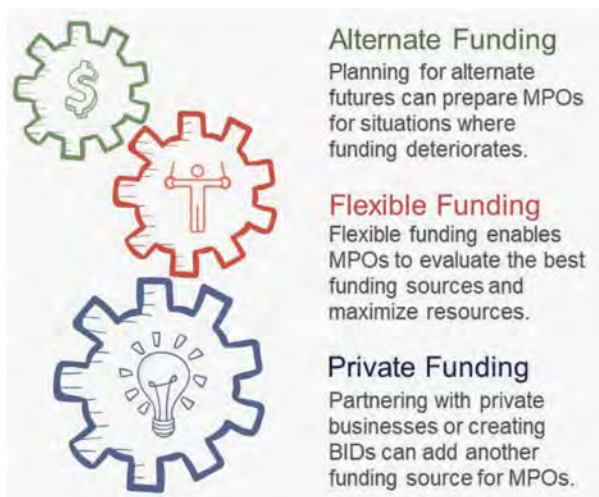 $
Alternate Funding
Planning for alternate
futures can prepare MPOs
for situations where
funding deteriorates.
Flexible Funding
Flexible funding enables
MPOs to evaluate the best
funding sources and
maximize resources.
Private Funding
Partnering with private
businesses or creating
BIDs can add another
funding source for MPOs.